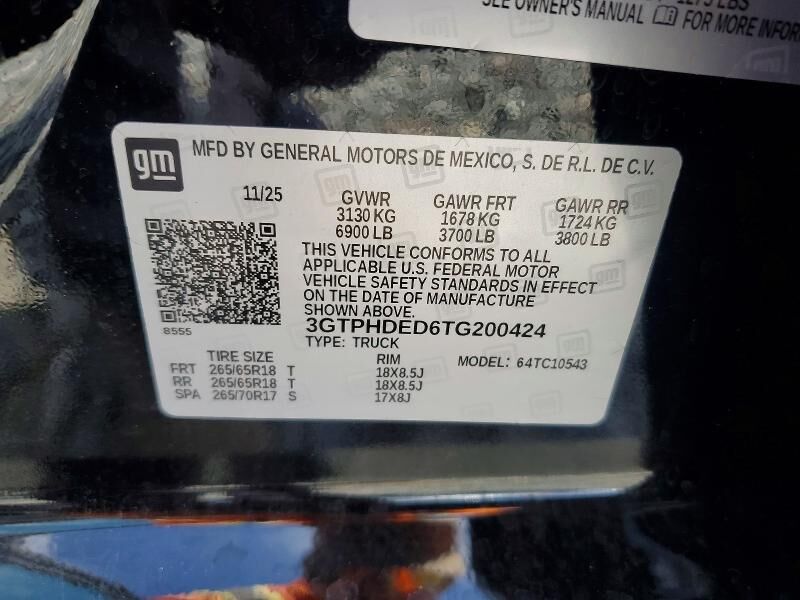 1275 LBS
SEE OWNER'S MANUAL FOR MORE INFOR
gm
MFD BY GENERAL MOTORS DE MEXICO, S. DE R.L. DE C.V.
11/25 GVWR GAWR FRT GAWR RR
3130 KG 1678 KG 1724 KG
6900 LB 3700 LB 3800 LB
THIS VEHICLE CONFORMS TO ALL
APPLICABLE U.S. FEDERAL MOTOR
VEHICLE SAFETY STANDARDS IN EFFECT
ON THE DATE OF MANUFACTURE
SHOWN ABOVE.
8555
3GTPHDED6TG200424
TYPE: TRUCK
TIRE SIZE RIM MODEL: 64TC10543
FRT 265/65R18 T 18X8.5J
RR 265/65R18 T 18X8.5J
SPA 265/70R17 S 17X8J